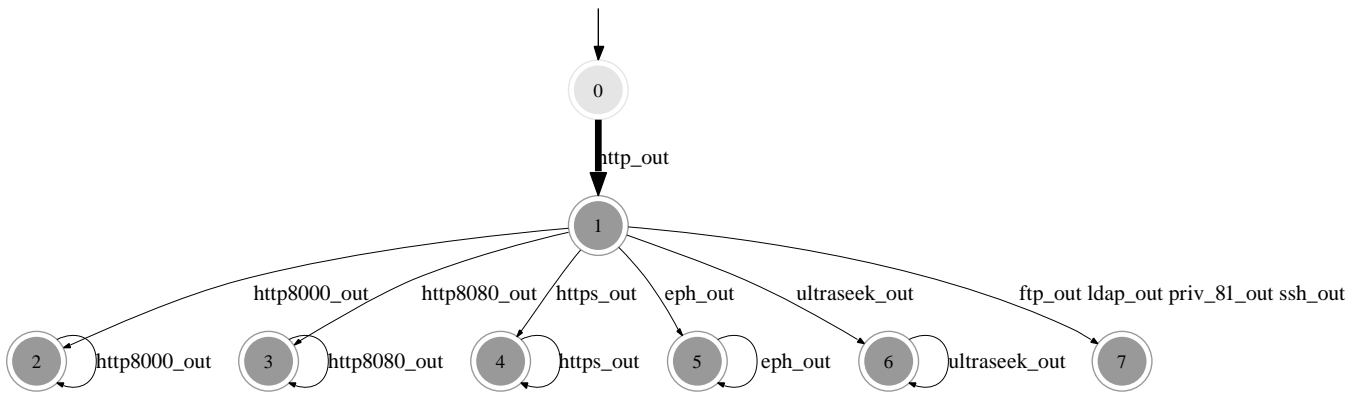 0
http_out
1
http8000_out http8080_out https_out eph_out ultraseek_out ftp_out ldap_out priv_81_out ssh_out
2 http8000_out 3 http8080_out 4 https_out 5 eph_out 6 ultraseek_out 7